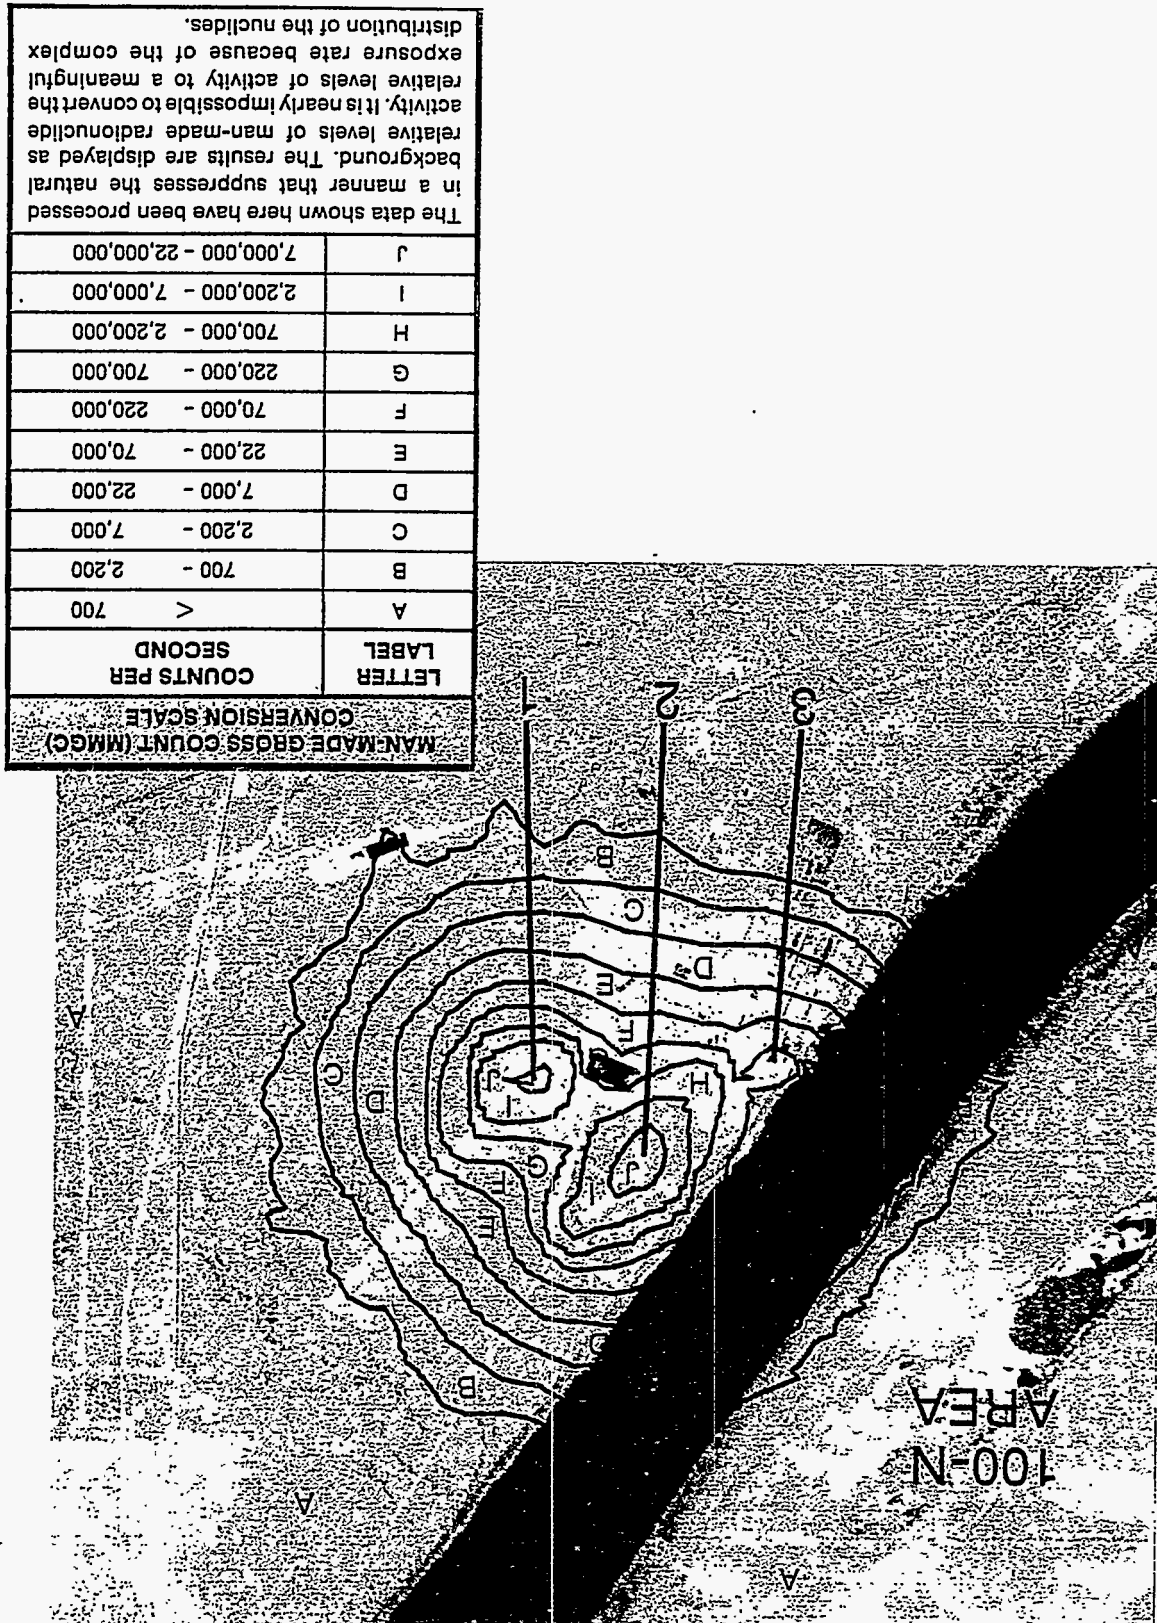 A
A
100-N
AREA
B
D
E
I
F
J
G
I
D
H
J
C
F
A
E
D
C
B
3 2 1
MAN-MADE GROSS COUNT (MMGC)
CONVERSION SCALE
LETTER LABEL COUNTS PER SECOND
A < 700
B 700 - 2,200
C 2,200 - 7,000
D 7,000 - 22,000
E 22,000 - 70,000
F 70,000 - 220,000
G 220,000 - 700,000
H 700,000 - 2,200,000
I 2,200,000 - 7,000,000
J 7,000,000 - 22,000,000
The data shown here have been processed
in a manner that suppresses the natural
background. The results are displayed as
relative levels of man-made radionuclide
activity. It is nearly impossible to convert the
relative levels of activity to a meaningful
exposure rate because of the complex
distribution of the nuclides.